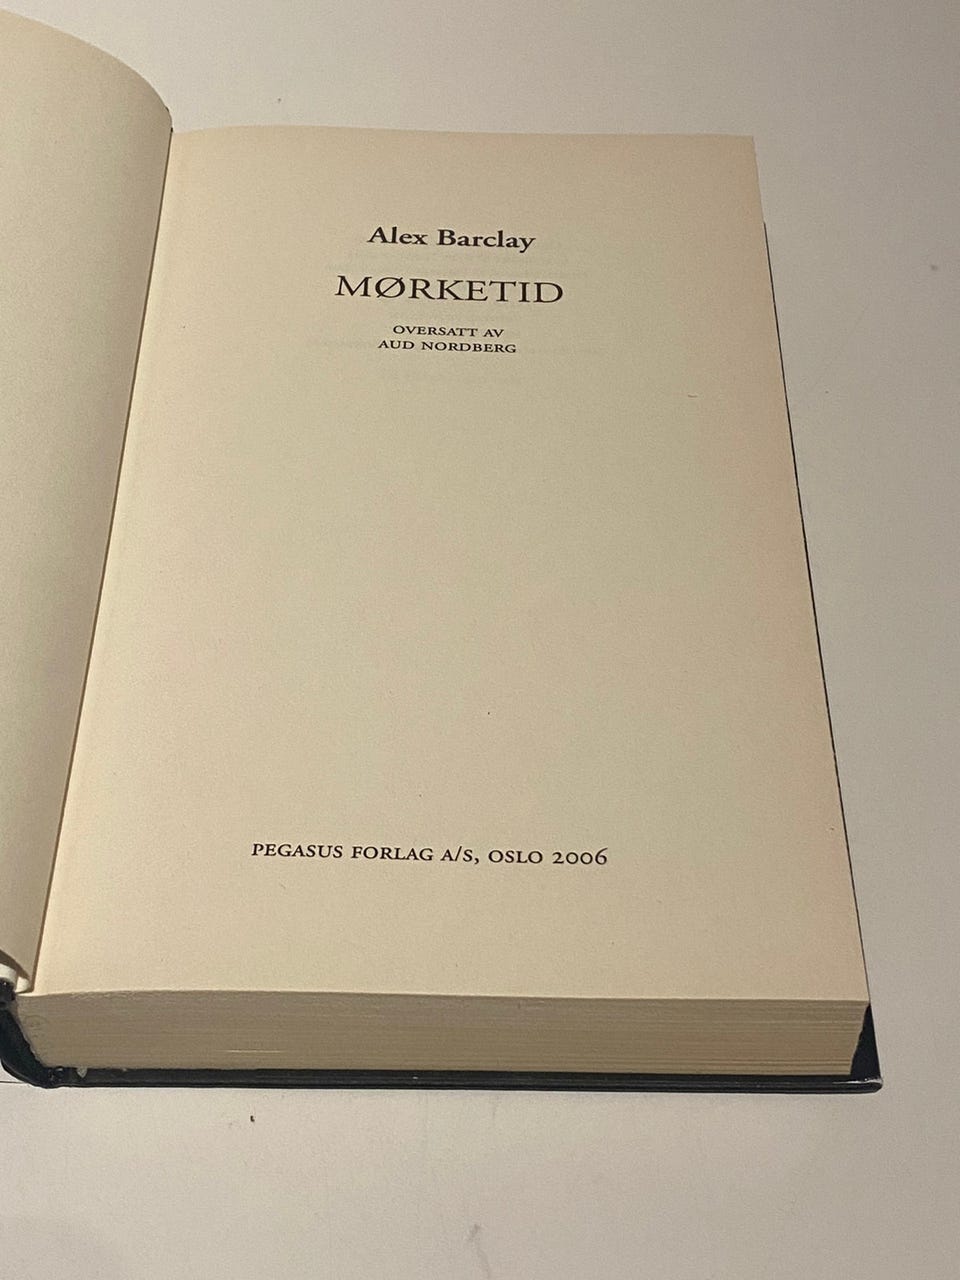 Alex Barclay
MØRKETID
OVERSATT AV
AUD NORDBERG
PEGASUS FORLAG A/S, OSLO 2006